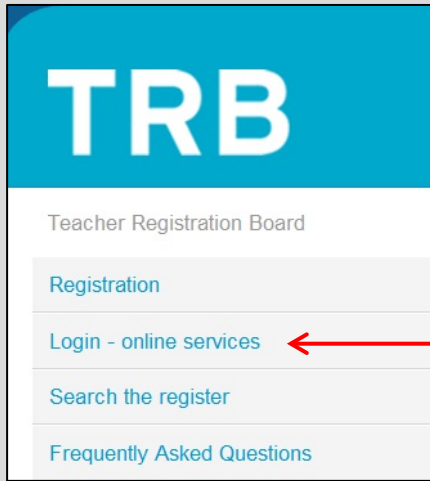 TRB
Teacher Registration Board
Registration
Login - online services
Search the register
Frequently Asked Questions